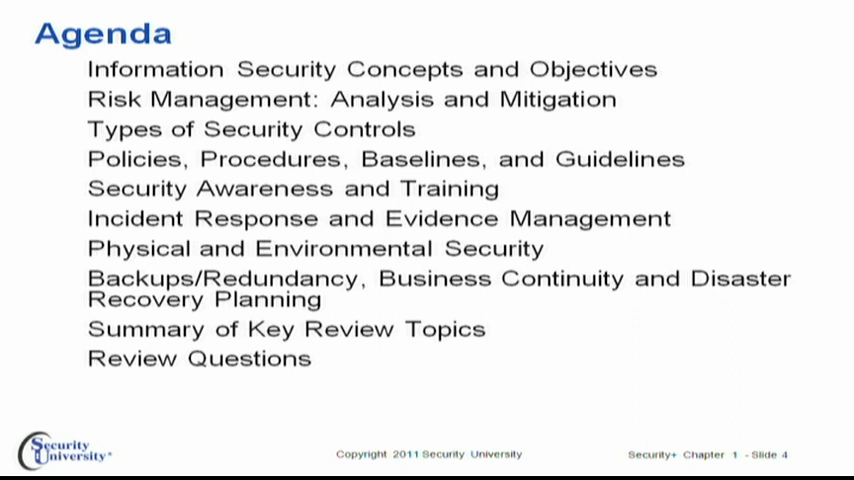 Agenda
Information Security Concepts and Objectives
Risk Management: Analysis and Mitigation
Types of Security Controls
Policies, Procedures, Baselines, and Guidelines
Security Awareness and Training
Incident Response and Evidence Management
Physical and Environmental Security
Backups/Redundancy, Business Continuity and Disaster
Recovery Planning
Summary of Key Review Topics
Review Questions
Security
University
Copyright 2011 Security University
Security+ Chapter 1 - Slide 4